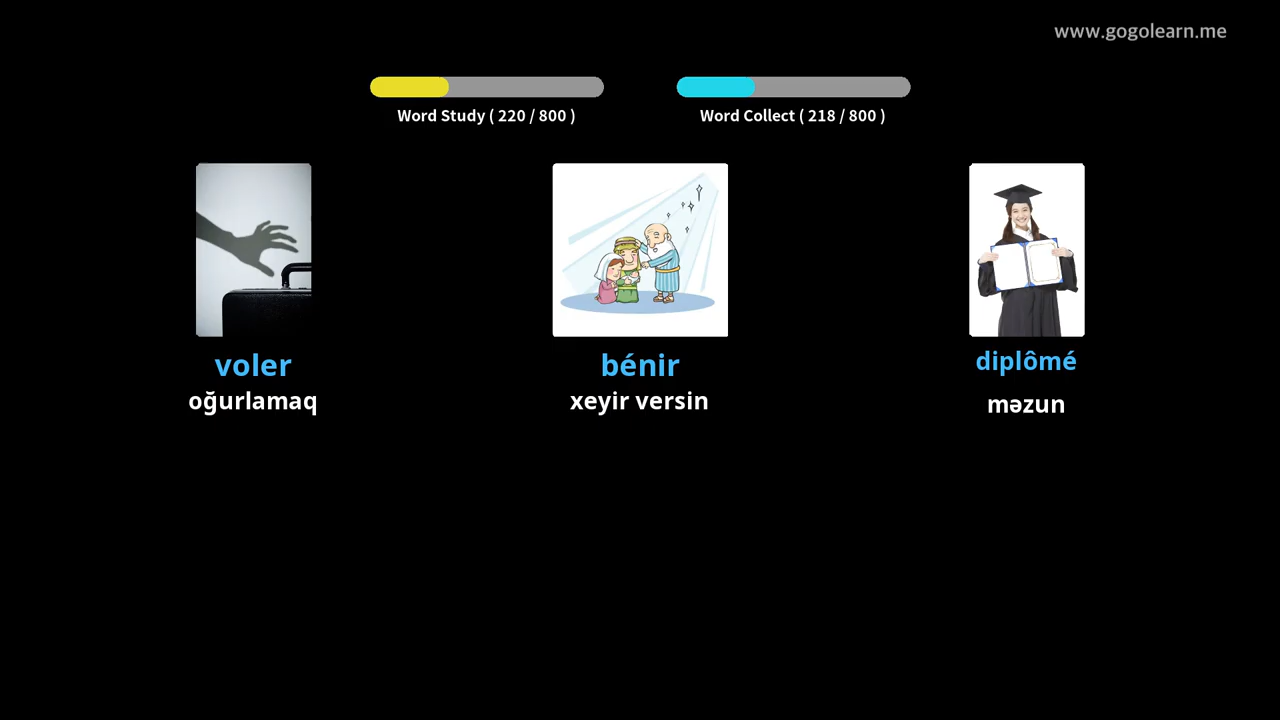 www.gogolearn.me
Word Study ( 220 / 800 )
Word Collect ( 218 / 800 )
voler
oğurlamaq
bénir
xeyir versin
diplômé
məzun